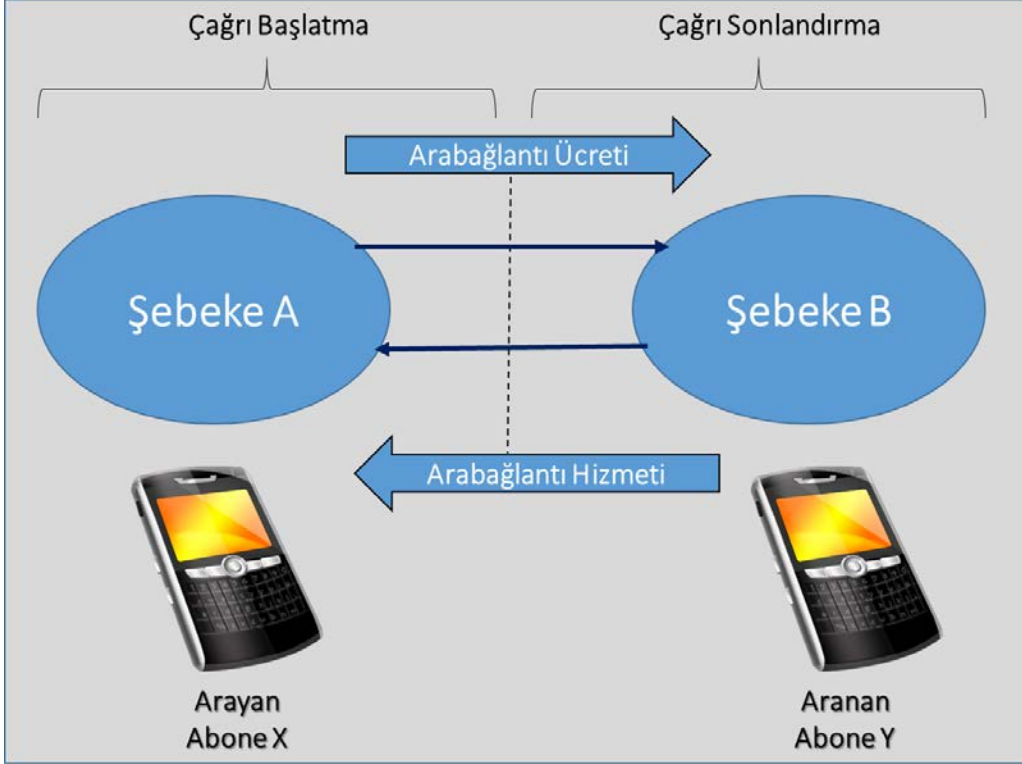 Çağrı Başlatma
Çağrı Sonlandırma
Arabağlantı Ücreti
Şebeke A
Şebeke B
Arabağlantı Hizmeti
Arayan
Abone X
Aranan
Abone Y